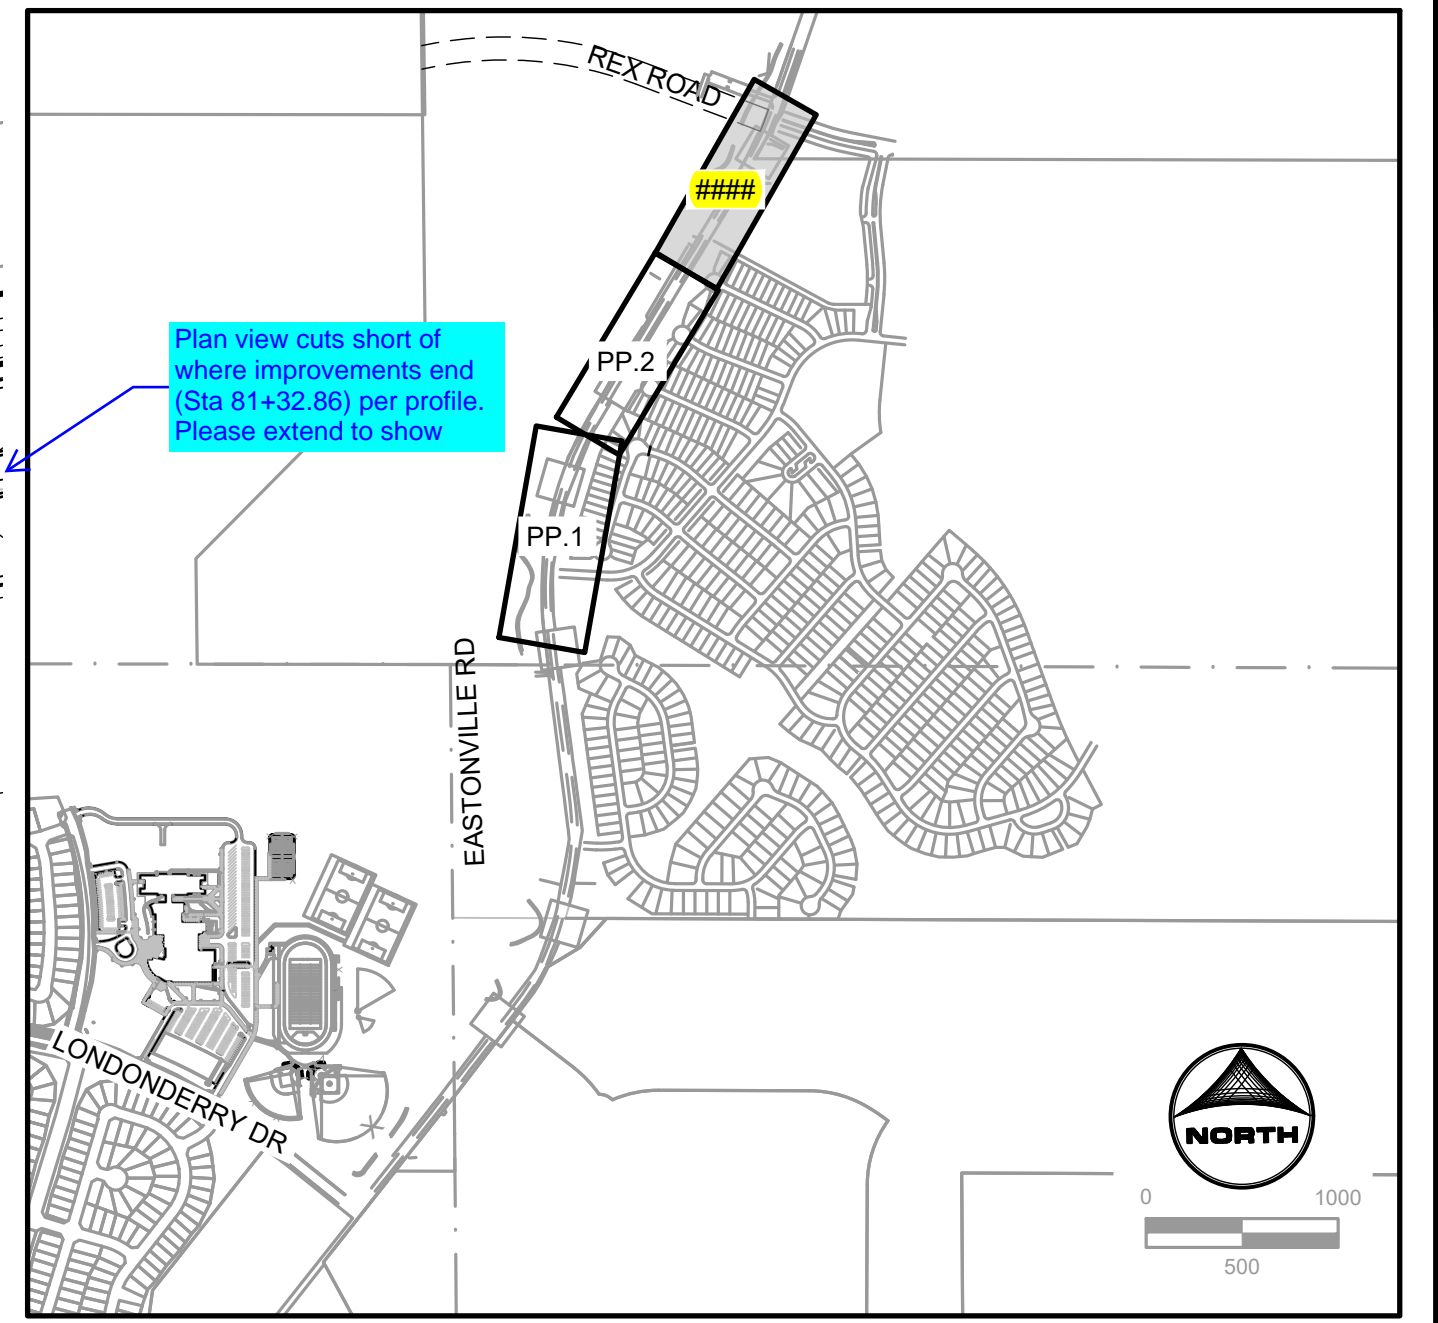 REX ROAD
####
Plan view cuts short of
where improvements end
(Sta 81+32.86) per profile.
Please extend to show
PP.2
PP.1
EASTONVILLE RD
LONDONDERRY DR
NORTH
0 1000
500